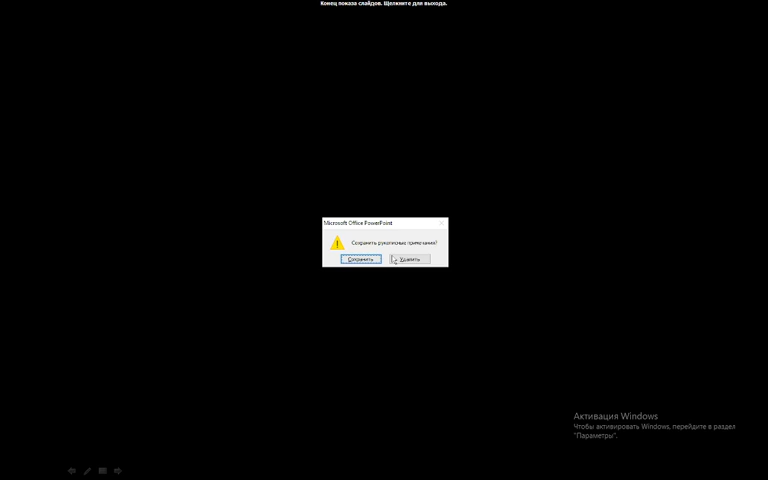 Конец показа слайдов. Щелкните для выхода.
Microsoft Office PowerPoint
Сохранить рукописные примечания?
Сохранить
Удалить
Активация Windows
Чтобы активировать Windows, перейдите в раздел
"Параметры".